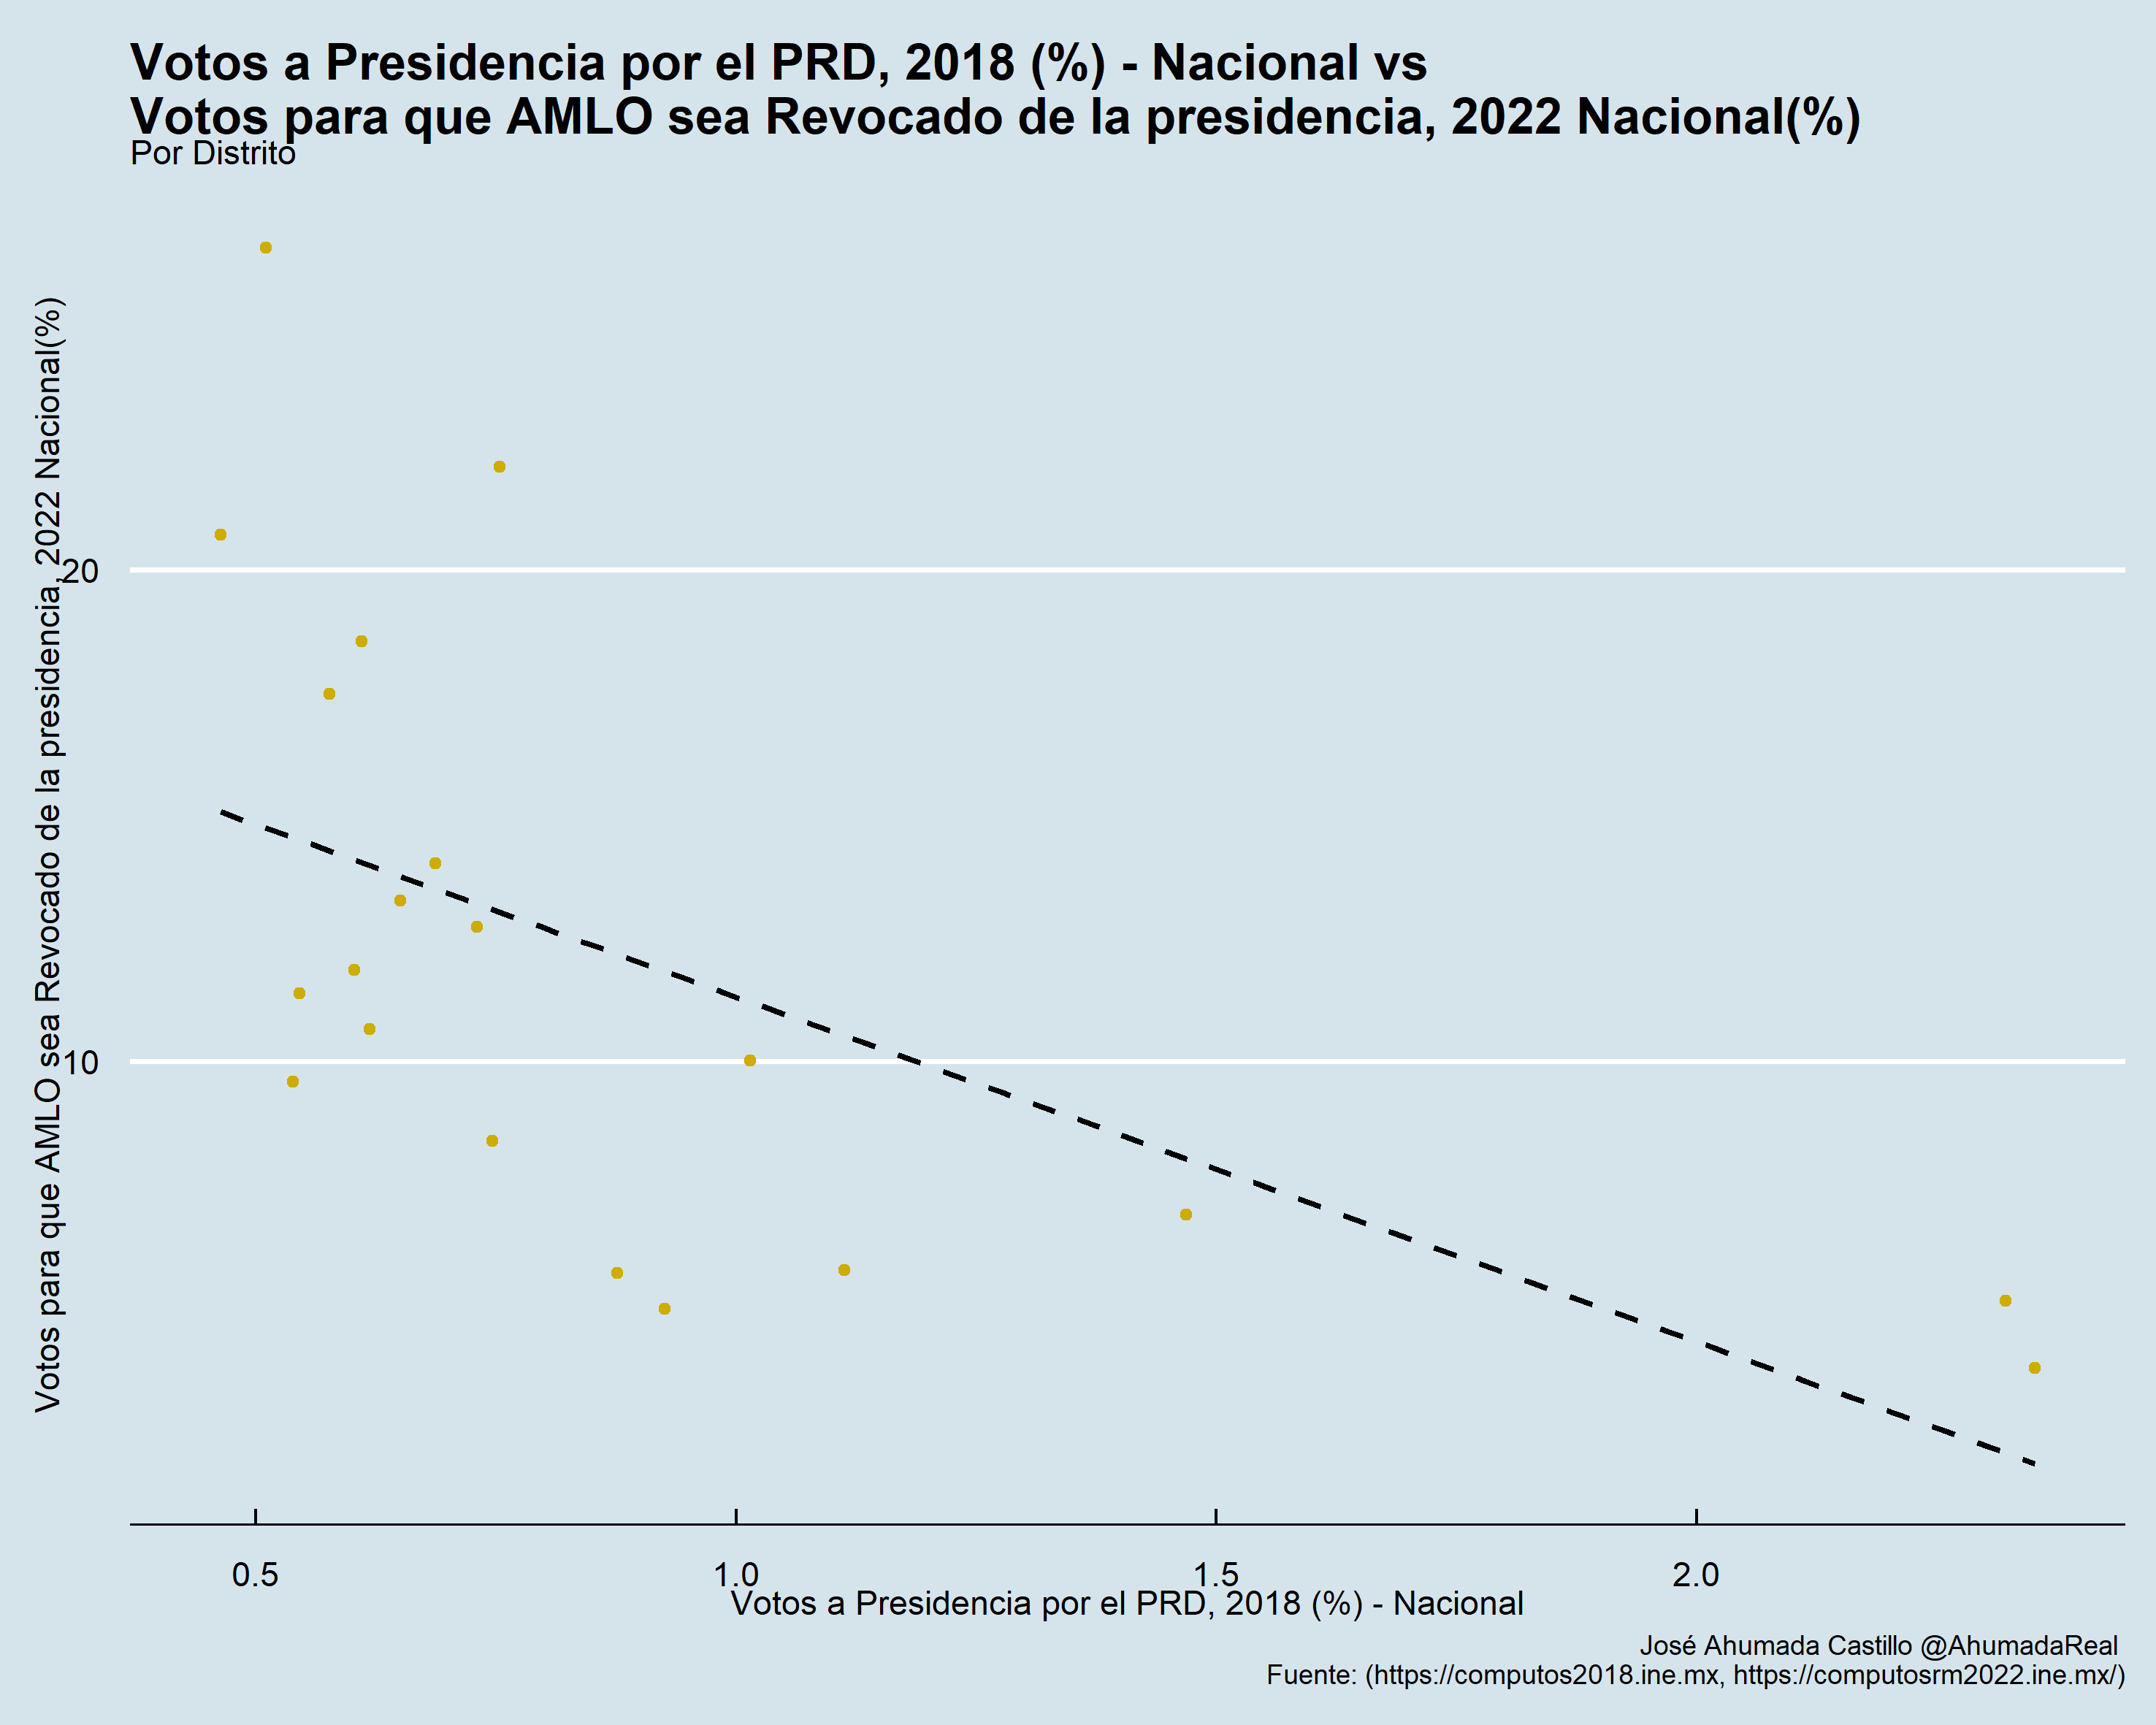 Votos a Presidencia por el PRD, 2018 (%) - Nacional vs
Votos para que AMLO sea Revocado de la presidencia, 2022 Nacional(%)
Por Distrito
Votos para que AMLO sea Revocado de la presidencia, 2022 Nacional(%)
20
10
0.5
1.0
1.5
2.0
Votos a Presidencia por el PRD, 2018 (%) - Nacional
José Ahumada Castillo @AhumadaReal
Fuente: (https://computos2018.ine.mx, https://computosrm2022.ine.mx/)